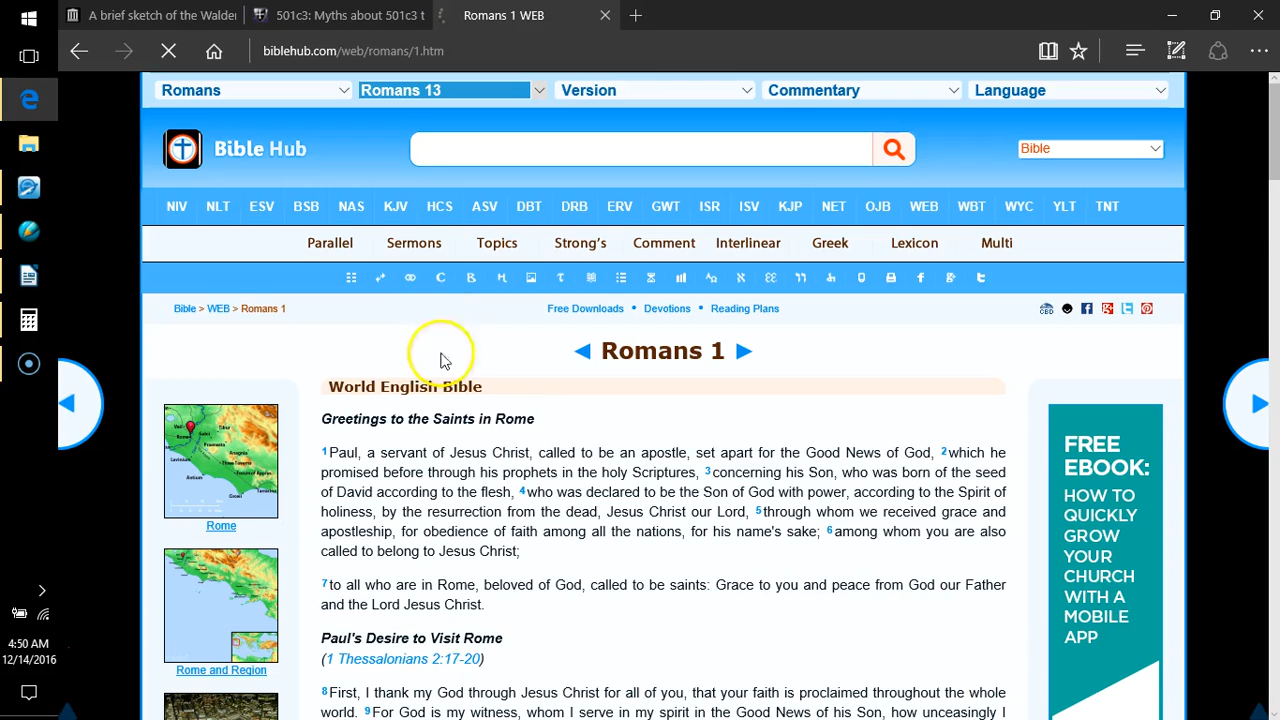 A brief sketch of the Walder
501c3: Myths about 501c3 t
Romans 1 WEB
biblehub.com/web/romans/1.htm
Romans
Romans 13
Version
Commentary
Language
Bible Hub
Bible
NIV NLT ESV BSB NAS KJV HCS ASV DBT DRB ERV GWT ISR ISV KJP NET OJB WEB WBT WYC YLT TNT
Parallel Sermons Topics Strong's Comment Interlinear Greek Lexicon Multi
Bible > WEB > Romans 1
Free Downloads • Devotions • Reading Plans
◄ Romans 1 ►
World English Bible
Greetings to the Saints in Rome
1Paul, a servant of Jesus Christ, called to be an apostle, set apart for the Good News of God, 2which he
promised before through his prophets in the holy Scriptures, 3concerning his Son, who was born of the seed
of David according to the flesh, 4who was declared to be the Son of God with power, according to the Spirit of
holiness, by the resurrection from the dead, Jesus Christ our Lord, 5through whom we received grace and
apostleship, for obedience of faith among all the nations, for his name's sake; 6among whom you are also
called to belong to Jesus Christ;
7to all who are in Rome, beloved of God, called to be saints: Grace to you and peace from God our Father
and the Lord Jesus Christ.
Paul's Desire to Visit Rome
(1 Thessalonians 2:17-20)
8First, I thank my God through Jesus Christ for all of you, that your faith is proclaimed throughout the whole
world. 9For God is my witness, whom I serve in my spirit in the Good News of his Son, how unceasingly I
Rome
Rome and Region
FREE
EBOOK:
HOW TO
QUICKLY
GROW
YOUR
CHURCH
WITH A
MOBILE
APP
4:50 AM
12/14/2016